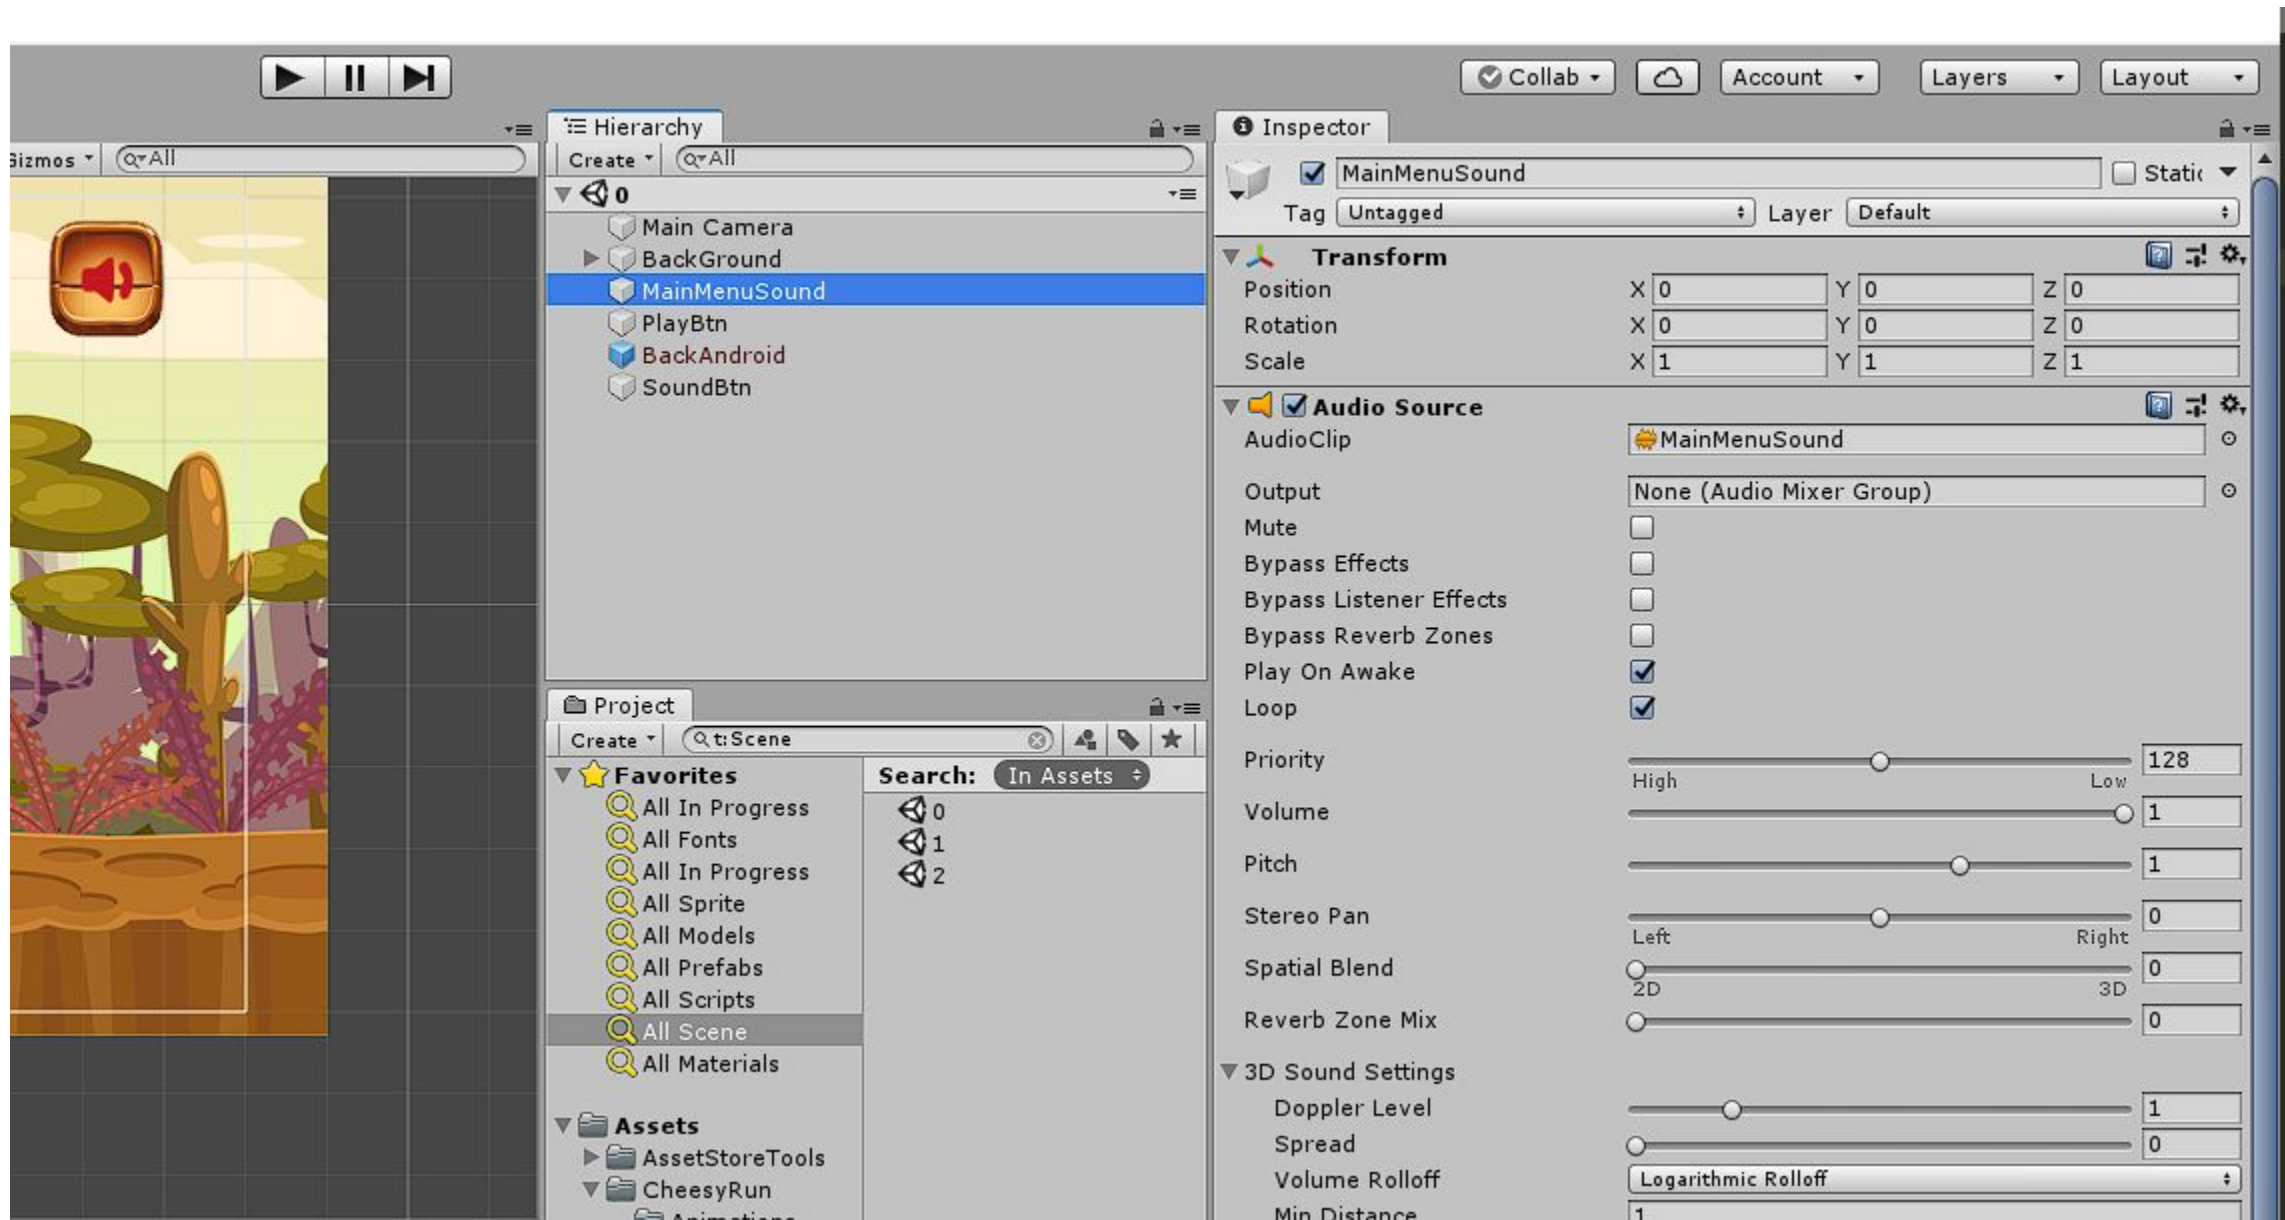 Collab
Account
Layers
Layout
Gizmos
All
Hierarchy
Create
All
0
Main Camera
BackGround
MainMenuSound
PlayBtn
BackAndroid
SoundBtn
Project
Create
t:Scene
Favorites
All In Progress
All Fonts
All In Progress
All Sprite
All Models
All Prefabs
All Scripts
All Scene
All Materials
Assets
AssetStoreTools
CheesyRun
Animations
Search: In Assets
0
1
2
Inspector
MainMenuSound
Static
Tag Untagged Layer Default
Transform
Position X 0 Y 0 Z 0
Rotation X 0 Y 0 Z 0
Scale X 1 Y 1 Z 1
Audio Source
AudioClip MainMenuSound
Output None (Audio Mixer Group)
Mute
Bypass Effects
Bypass Listener Effects
Bypass Reverb Zones
Play On Awake
Loop
Priority 128
High Low
Volume 1
Pitch 1
Stereo Pan 0
Left Right
Spatial Blend 0
2D 3D
Reverb Zone Mix 0
3D Sound Settings
Doppler Level 1
Spread 0
Volume Rolloff Logarithmic Rolloff
Min Distance 1